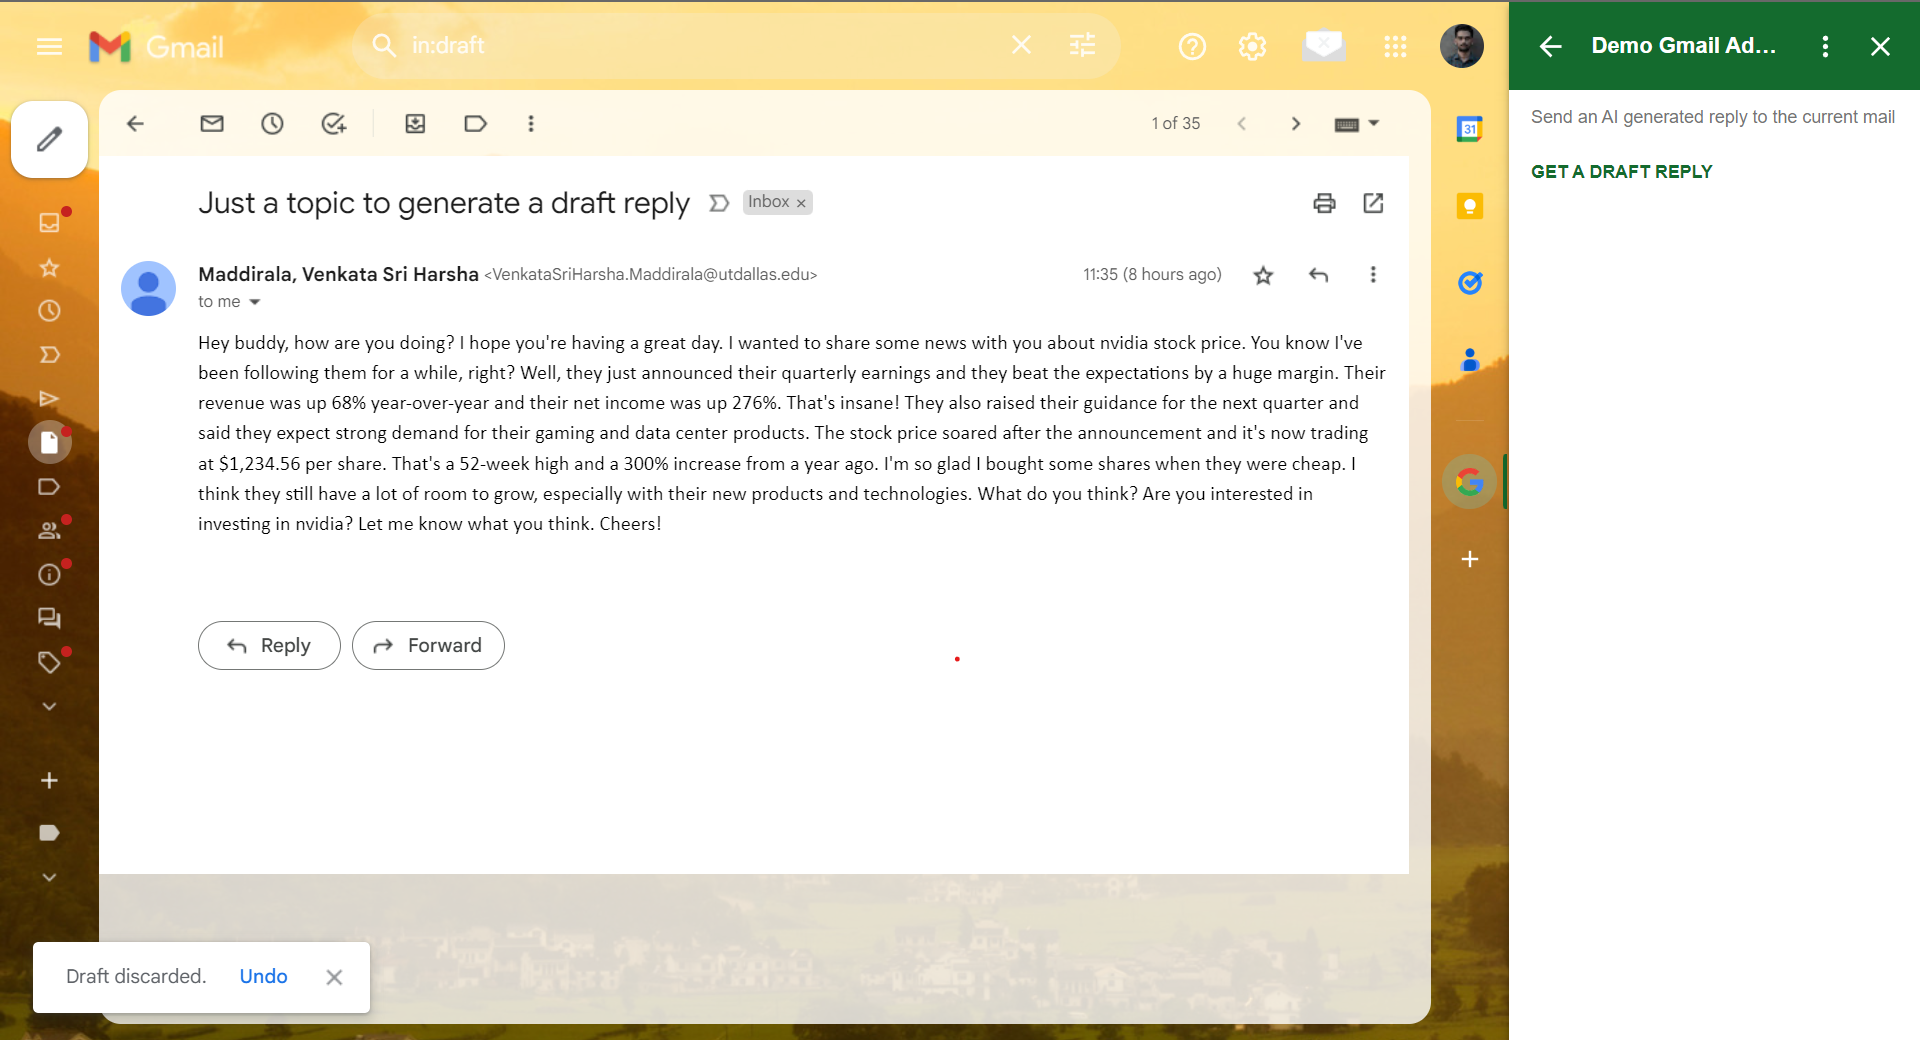 Gmail
in:draft
Demo Gmail Ad...
1 of 35
31
Send an AI generated reply to the current mail
GET A DRAFT REPLY
Just a topic to generate a draft reply Inbox ×
Maddirala, Venkata Sri Harsha <VenkataSriHarsha.Maddirala@utdallas.edu> 11:35 (8 hours ago)
to me
Hey buddy, how are you doing? I hope you're having a great day. I wanted to share some news with you about nvidia stock price. You know I've
been following them for a while, right? Well, they just announced their quarterly earnings and they beat the expectations by a huge margin. Their
revenue was up 68% year-over-year and their net income was up 276%. That's insane! They also raised their guidance for the next quarter and
said they expect strong demand for their gaming and data center products. The stock price soared after the announcement and it's now trading
at $1,234.56 per share. That's a 52-week high and a 300% increase from a year ago. I'm so glad I bought some shares when they were cheap. I
think they still have a lot of room to grow, especially with their new products and technologies. What do you think? Are you interested in
investing in nvidia? Let me know what you think. Cheers!
Reply
Forward
Draft discarded. Undo